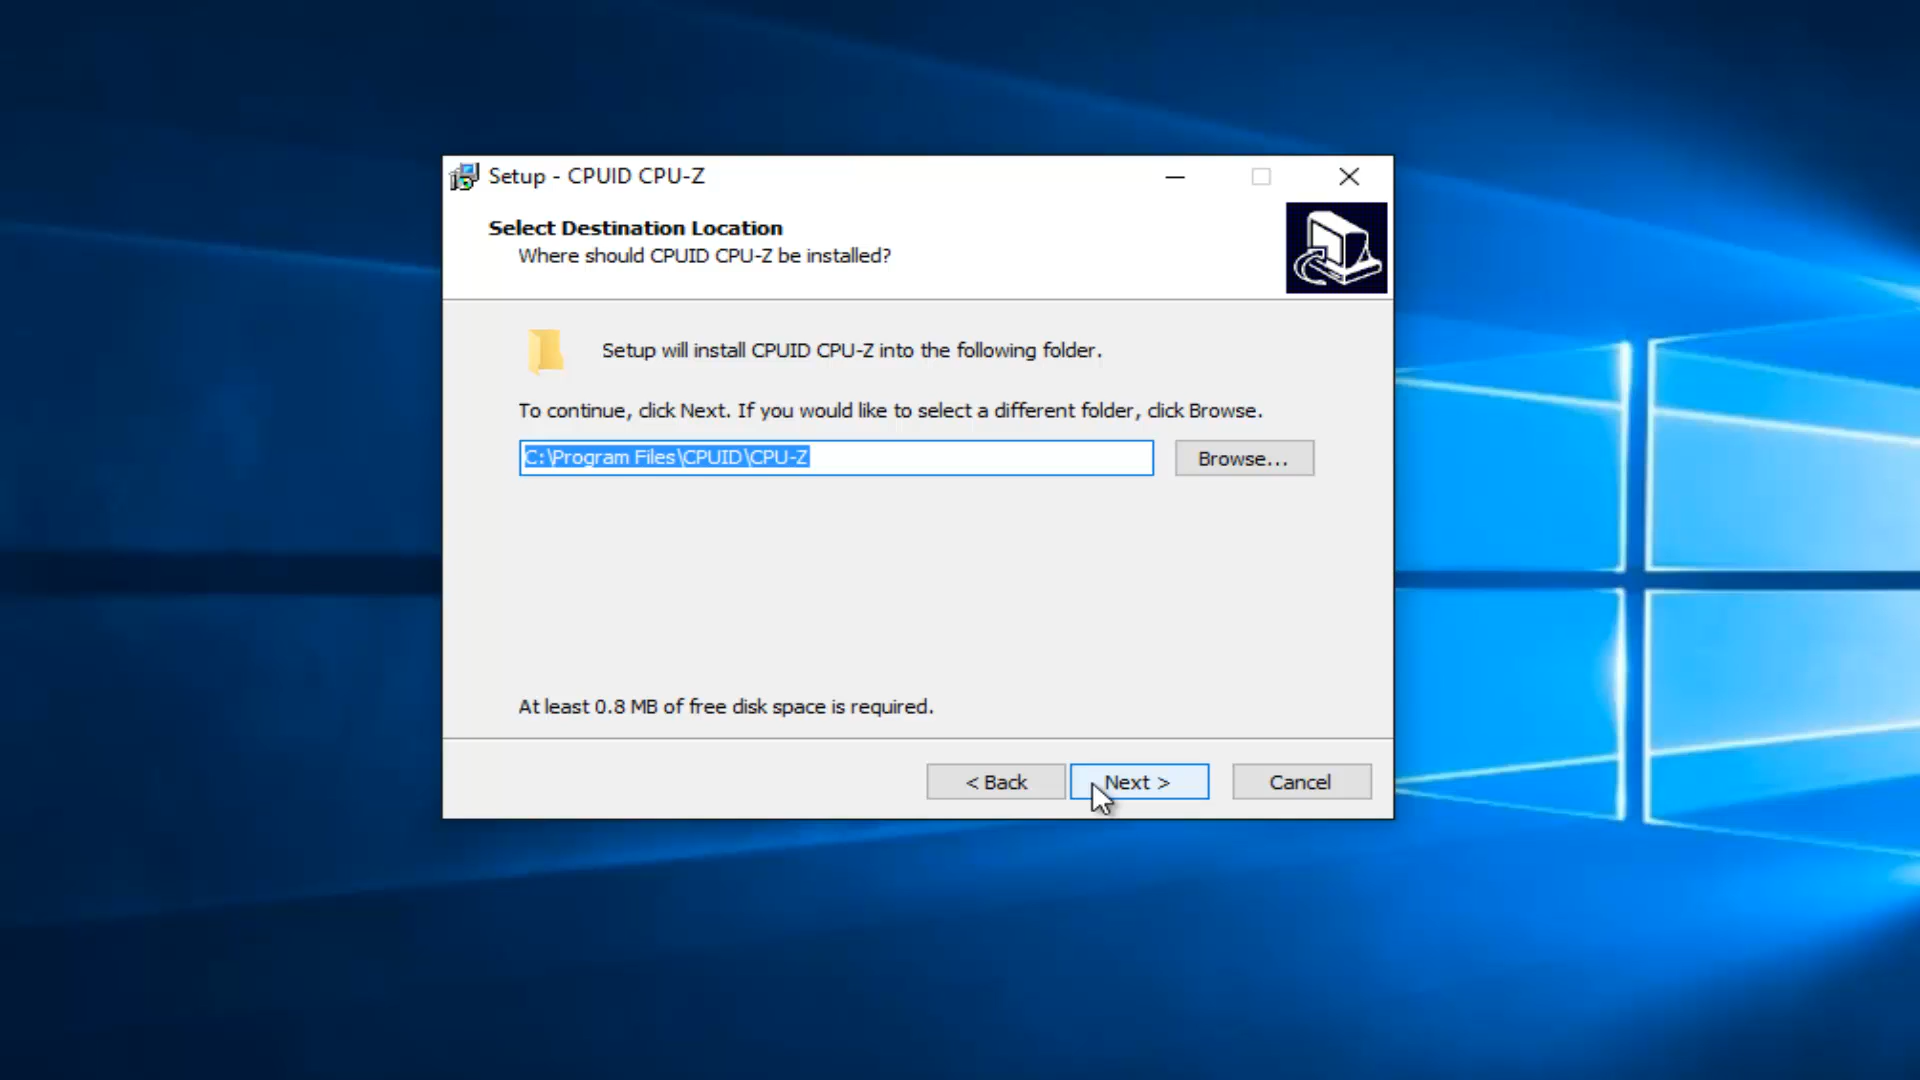 Setup - CPUID CPU-Z
Select Destination Location
Where should CPUID CPU-Z be installed?
Setup will install CPUID CPU-Z into the following folder.
To continue, click Next. If you would like to select a different folder, click Browse.
C:\Program Files\CPUID\CPU-Z
Browse...
At least 0.8 MB of free disk space is required.
< Back
Next >
Cancel